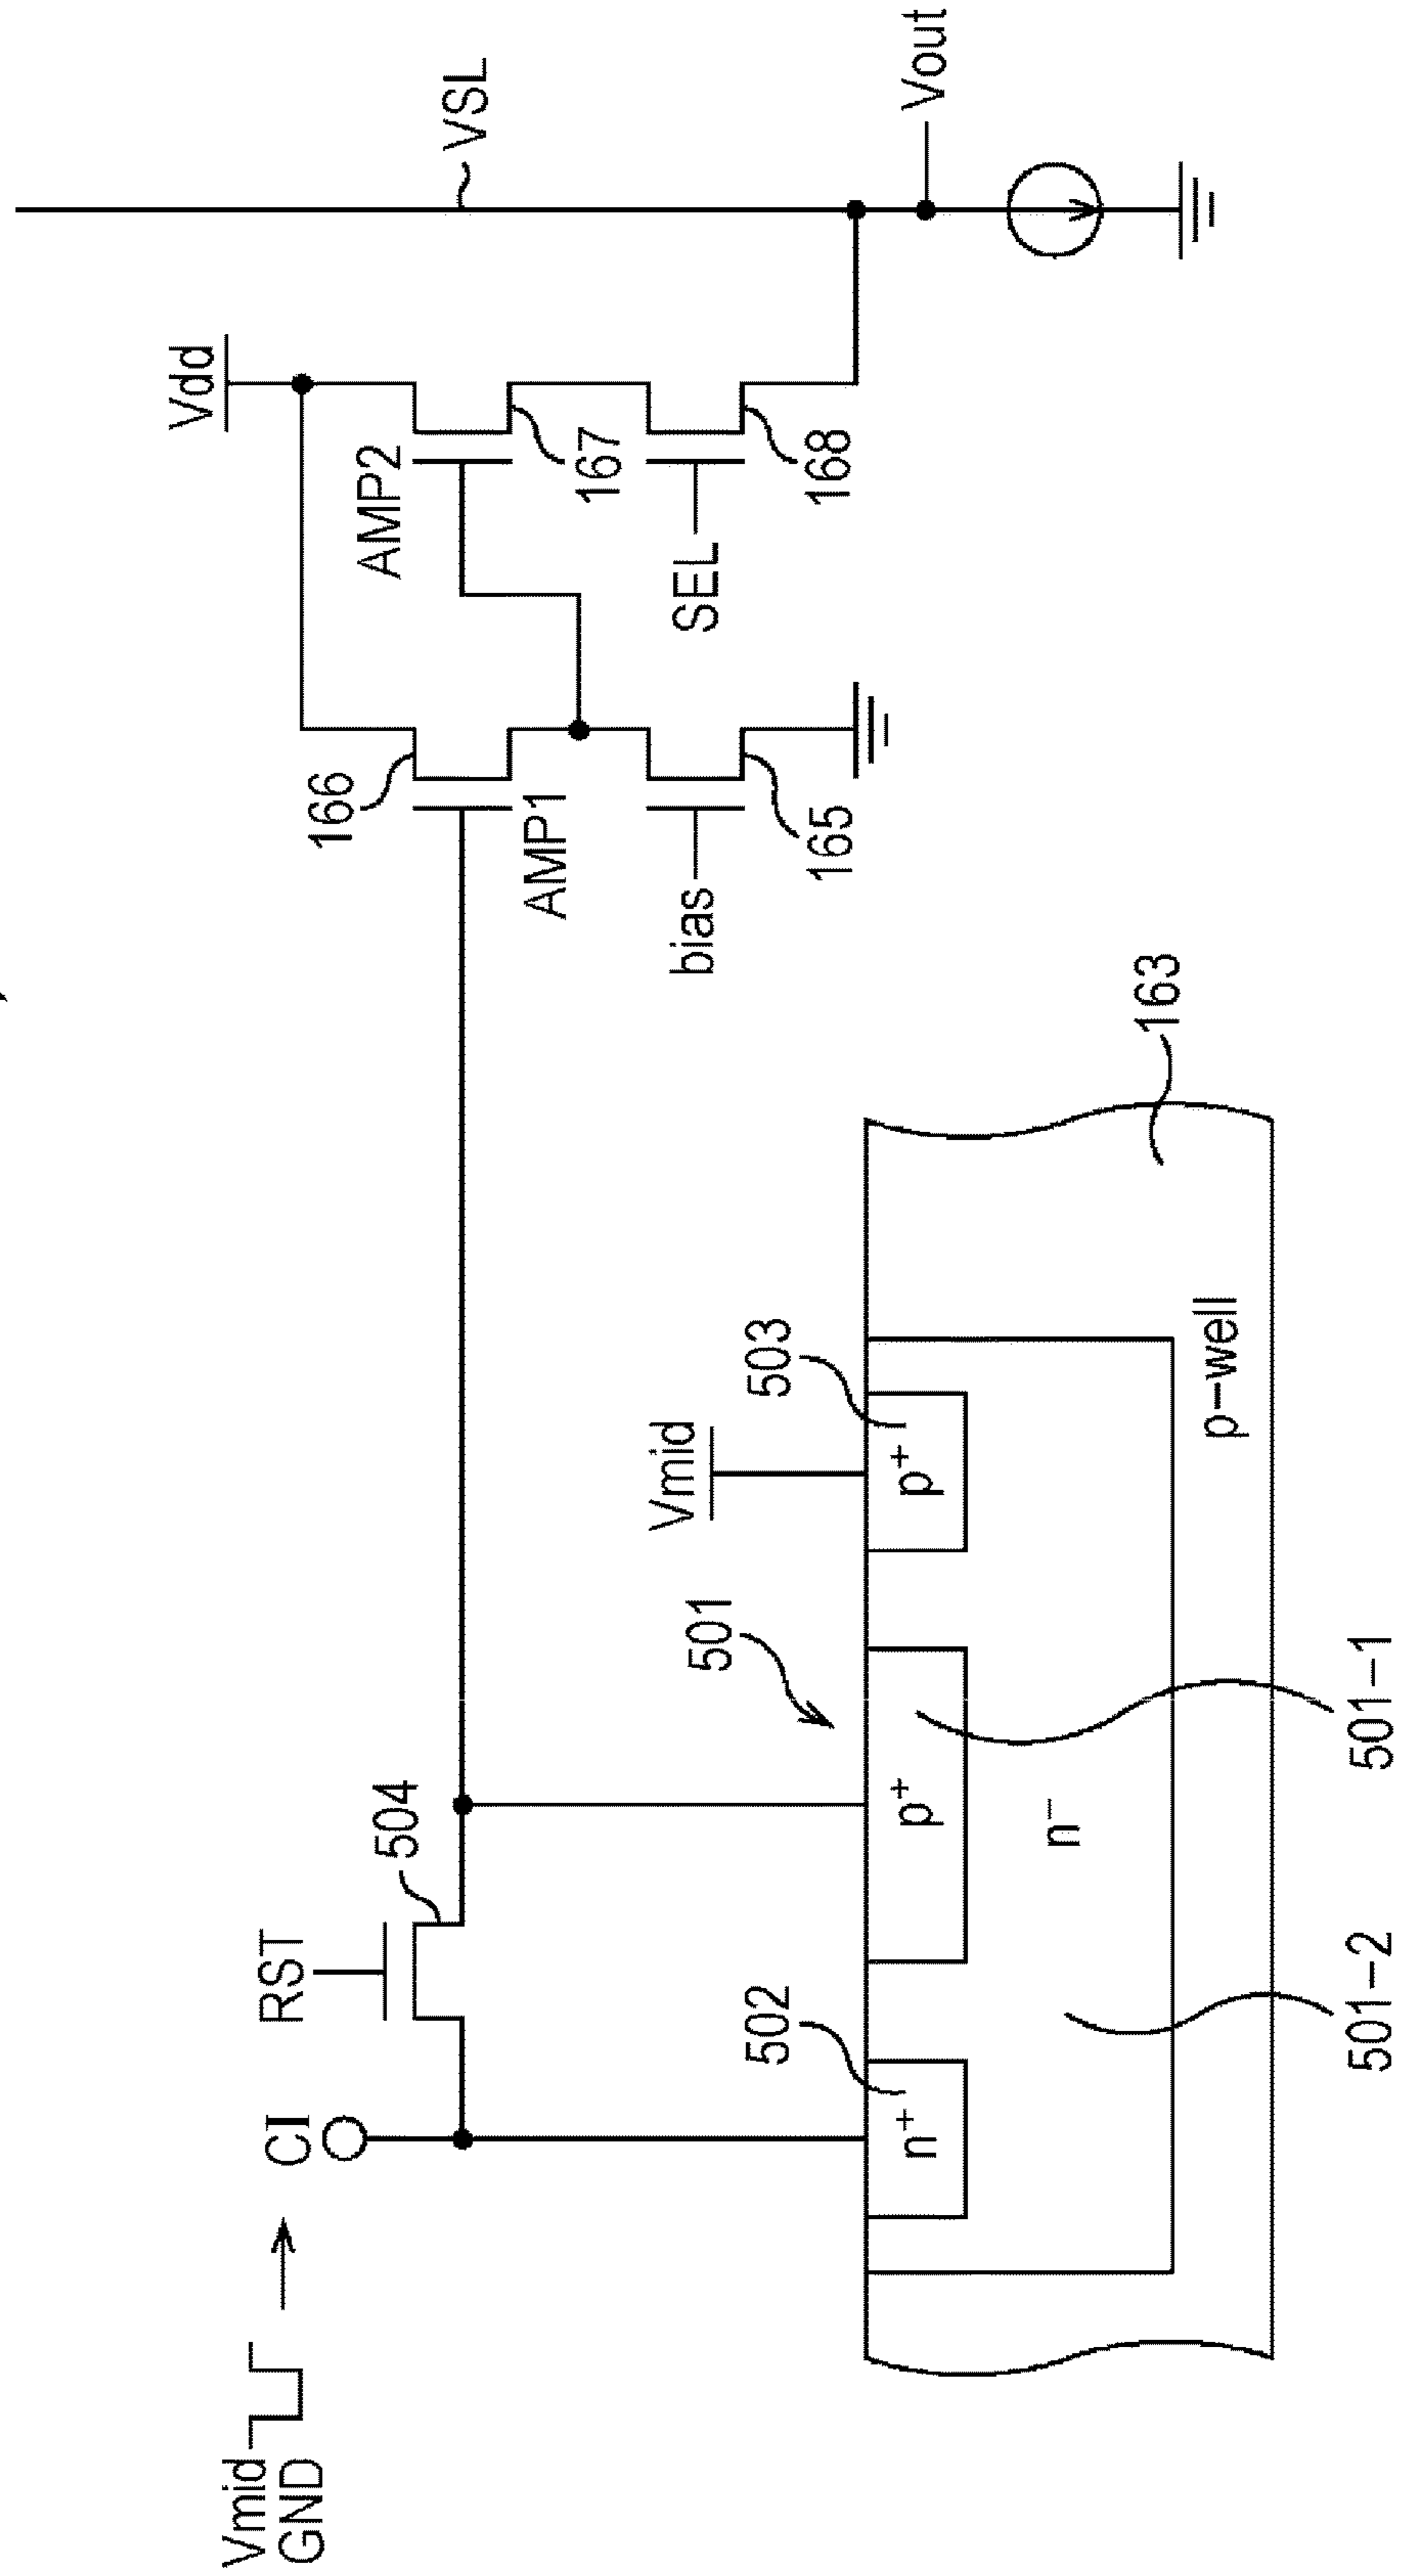 Vmid
GND
CI
RST
504
VSL
Vdd
166
AMP1
AMP2
167
bias
165
SEL
168
Vout
501
Vmid
502
503
163
n+
p+
p+
n−
p-well
501-2
501-1